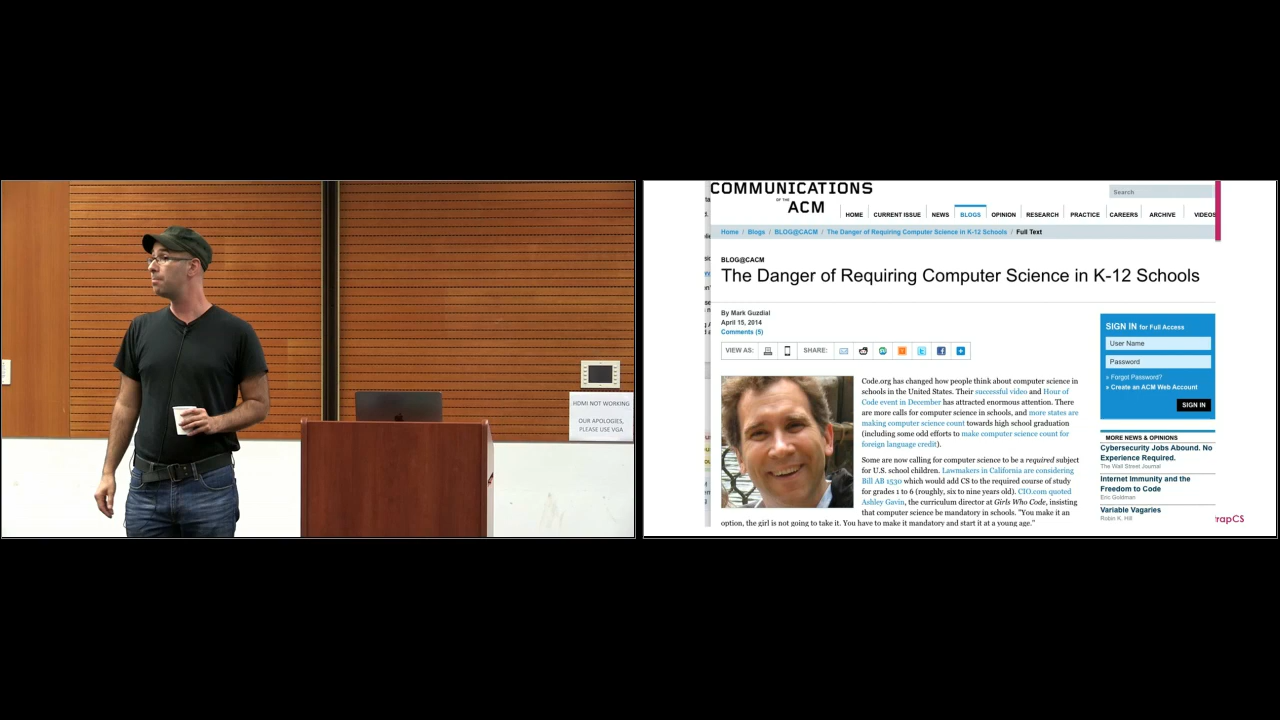 HDMI NOT WORKING
OUR APOLOGIES,
PLEASE USE VGA
COMMUNICATIONS
OF THE
ACM
Search
HOME CURRENT ISSUE NEWS BLOGS OPINION RESEARCH PRACTICE CAREERS ARCHIVE VIDEOS
Home / Blogs / BLOG@CACM / The Danger of Requiring Computer Science in K-12 Schools / Full Text
BLOG@CACM
The Danger of Requiring Computer Science in K-12 Schools
By Mark Guzdial
April 15, 2014
Comments (5)
VIEW AS: SHARE:
Code.org has changed how people think about computer science in
schools in the United States. Their successful video and Hour of
Code event in December has attracted enormous attention. There
are more calls for computer science in schools, and more states are
making computer science count towards high school graduation
(including some odd efforts to make computer science count for
foreign language credit).
Some are now calling for computer science to be a required subject
for U.S. school children. Lawmakers in California are considering
Bill AB 1530 which would add CS to the required course of study
for grades 1 to 6 (roughly, six to nine years old). CIO.com quoted
Ashley Gavin, the curriculum director at Girls Who Code, insisting
that computer science be mandatory in schools. "You make it an
option, the girl is not going to take it. You have to make it mandatory and start it at a young age."
SIGN IN for Full Access
User Name
Password
» Forgot Password?
» Create an ACM Web Account
SIGN IN
MORE NEWS & OPINIONS
Cybersecurity Jobs Abound. No
Experience Required.
The Wall Street Journal
Internet Immunity and the
Freedom to Code
Eric Goldman
Variable Vagaries
Robin K. Hill
rapCS